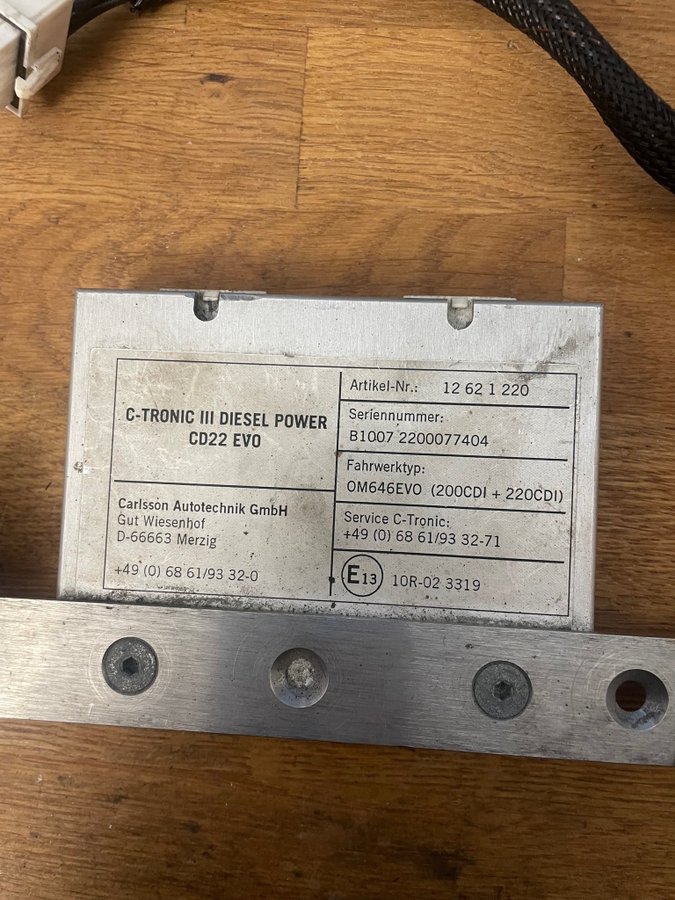 C-TRONIC III DIESEL POWER
CD22 EVO
Carlsson Autotechnik GmbH
Gut Wiesenhof
D-66663 Merzig
+49 (0) 68 61/93 32-0
Artikel-Nr.: 12 62 1 220
Seriennummer:
B1007 2200077404
Fahrwerktyp:
OM646EVO (200CDI + 220CDI)
Service C-Tronic:
+49 (0) 68 61/93 32-71
E13 10R-02 3319